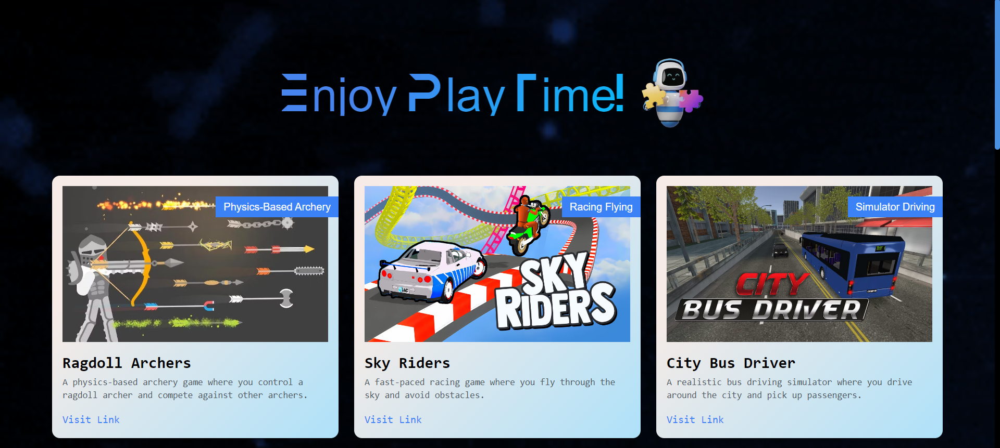 Enjoy PlayTime!
Physics-Based Archery
Ragdoll Archers
A physics-based archery game where you control a
ragdoll archer and compete against other archers.
Visit Link
Racing Flying
SKY
RIDERS
Sky Riders
A fast-paced racing game where you fly through the
sky and avoid obstacles.
Visit Link
Simulator Driving
CITY
BUS DRIVER
City Bus Driver
A realistic bus driving simulator where you drive
around the city and pick up passengers.
Visit Link